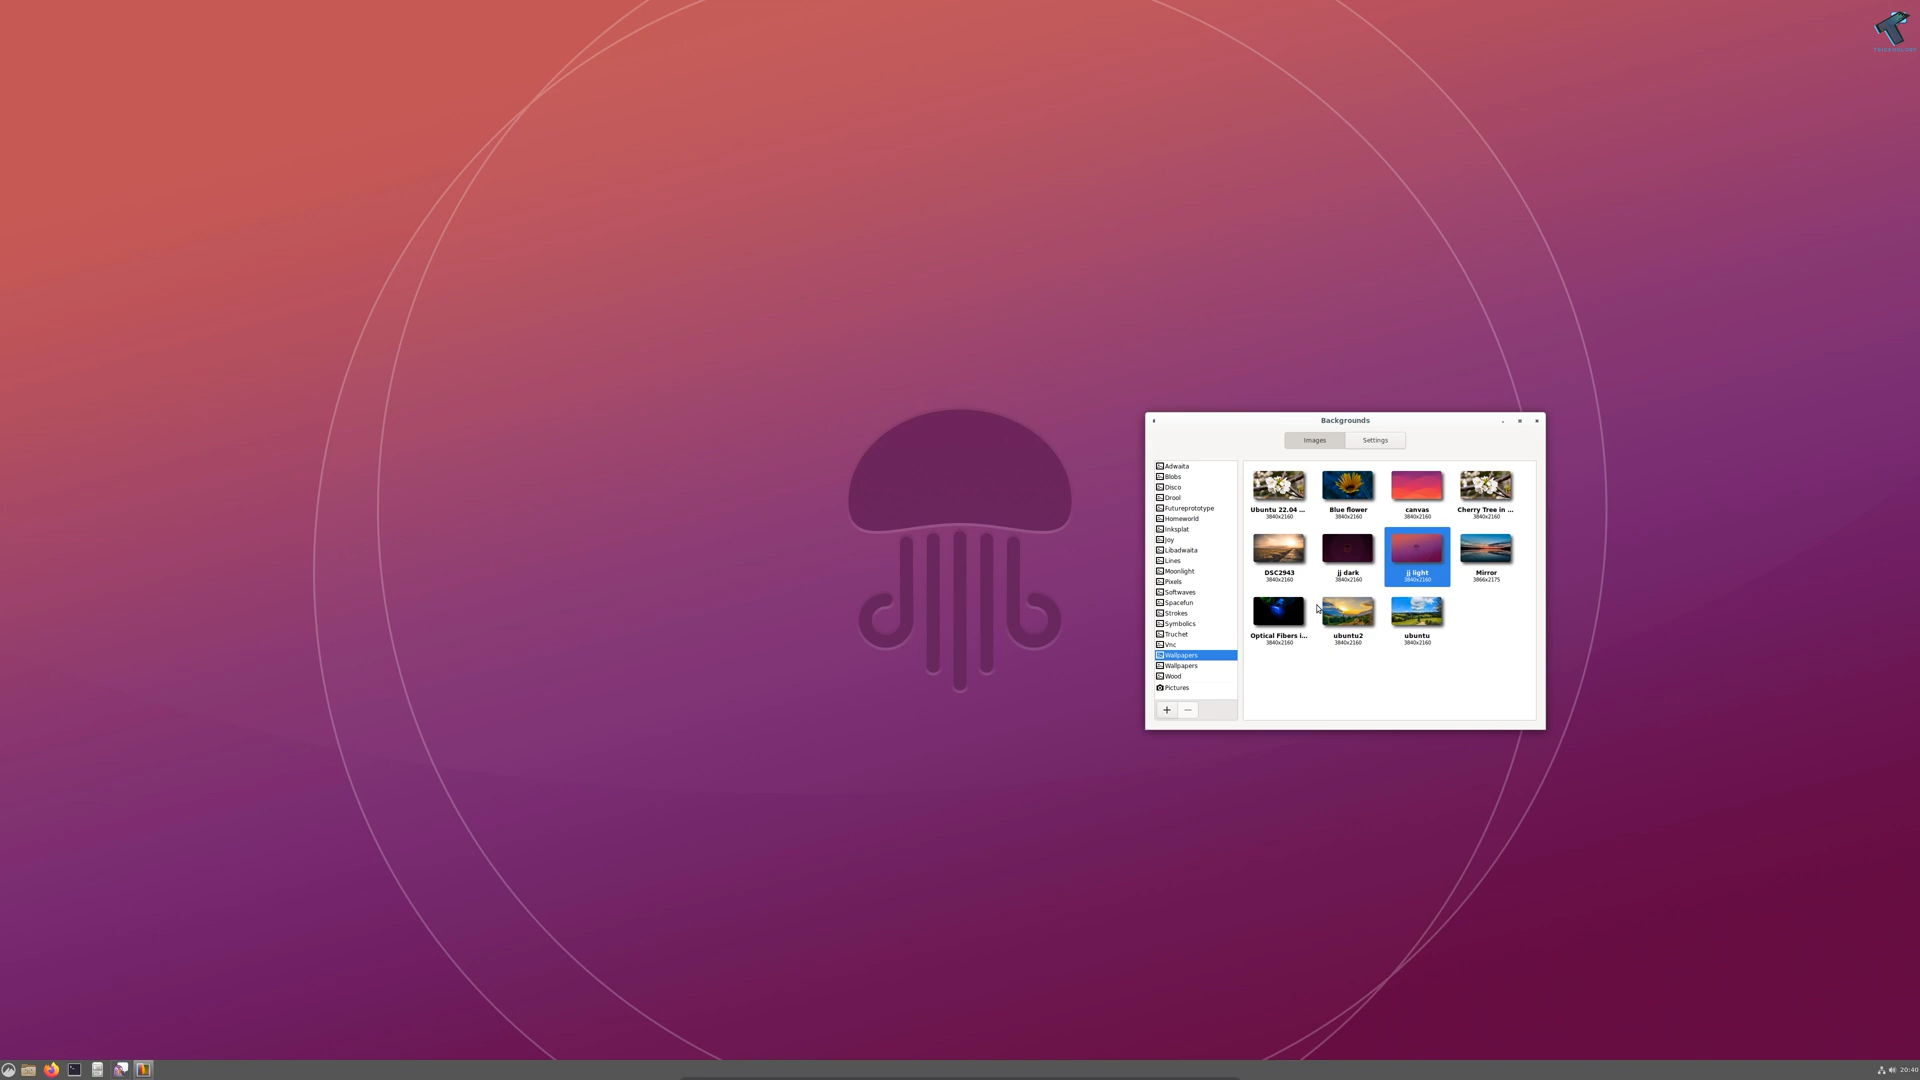 TRICKNOLOGY
Backgrounds
Images
Settings
Adwaita
Blobs
Disco
Drool
Futureprototype
Homeworld
Inksplat
Joy
Libadwaita
Lines
Moonlight
Pixels
Softwaves
Spacefun
Strokes
Symbolics
Truchet
Vnc
Wallpapers
Wallpapers
Wood
Pictures
Ubuntu 22.04 ...
3840x2160
Blue flower
3840x2160
canvas
3840x2160
Cherry Tree in ...
3840x2160
DSC2943
3840x2160
jj dark
3840x2160
jj light
3840x2160
Mirror
3866x2175
Optical Fibers i...
3840x2160
ubuntu2
3840x2160
ubuntu
3840x2160
20:40